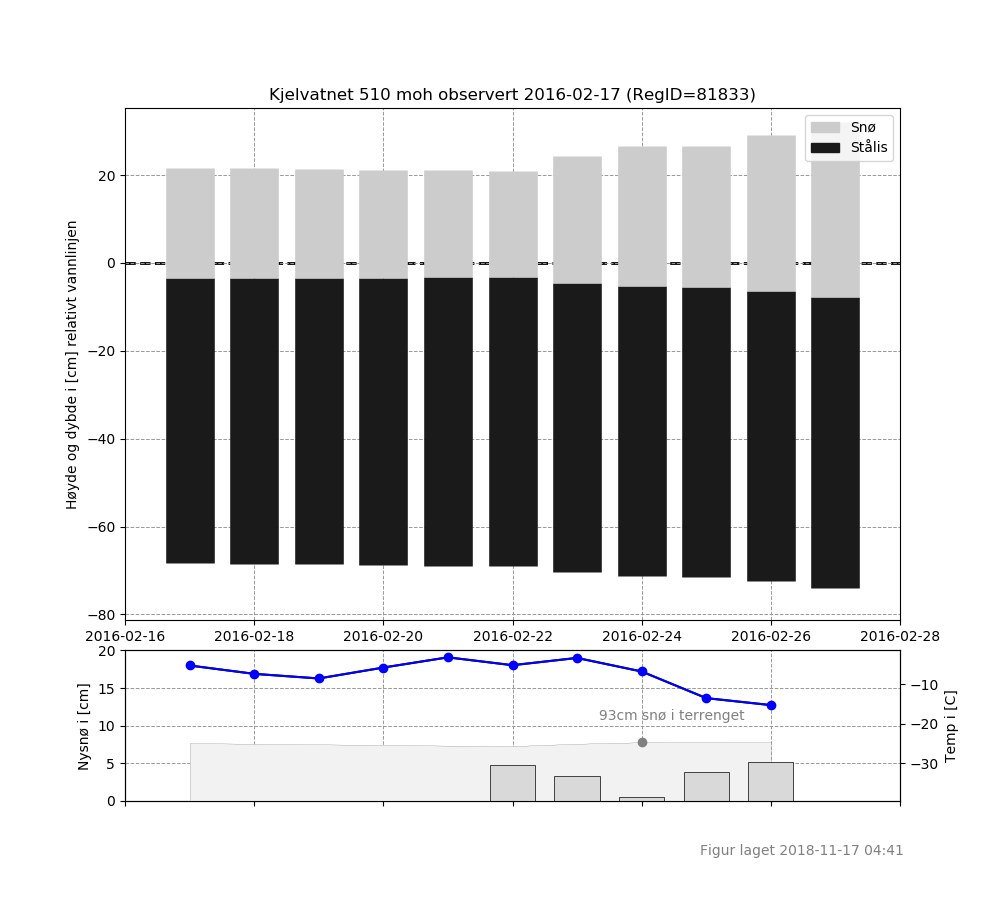 Kjelvatnet 510 moh observert 2016-02-17 (RegID=81833)
Snø
Stålis
Høyde og dybde i [cm] relativt vannlinjen
20
0
−20
−40
−60
−80
2016-02-16 2016-02-18 2016-02-20 2016-02-22 2016-02-24 2016-02-26 2016-02-28
Nysnø i [cm]
20
15
10
5
0
93cm snø i terrenget
−10
−20
−30
Temp i [C]
Figur laget 2018-11-17 04:41